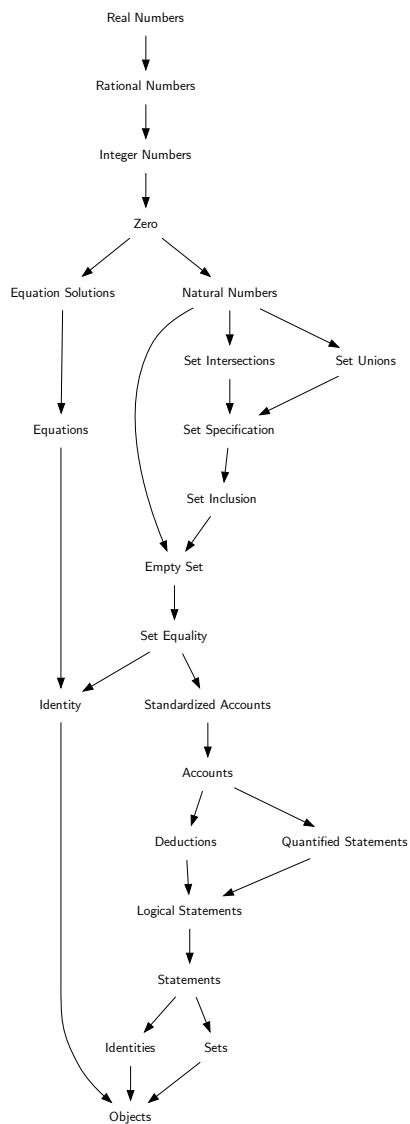 Real Numbers
Rational Numbers
Integer Numbers
Zero
Equation Solutions
Natural Numbers
Set Intersections
Set Unions
Equations
Set Specification
Set Inclusion
Empty Set
Set Equality
Identity
Standardized Accounts
Accounts
Deductions
Quantified Statements
Logical Statements
Statements
Identities
Sets
Objects